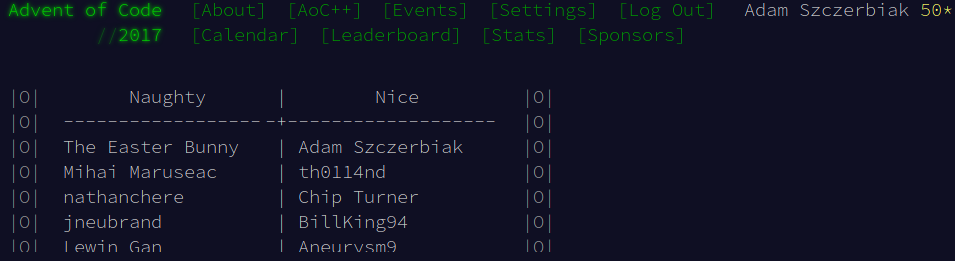 Advent of Code [About] [AoC++] [Events] [Settings] [Log Out] Adam Szczerbiak 50*
//2017 [Calendar] [Leaderboard] [Stats] [Sponsors]
|O| Naughty | Nice |O|
|O| -------------------+------------------- |O|
|O| The Easter Bunny | Adam Szczerbiak |O|
|O| Mihai Maruseac | th0114nd |O|
|O| nathanchere | Chip Turner |O|
|O| jneubrand | BillKing94 |O|
|O| Lewin Gan | Aneurysm9 |O|